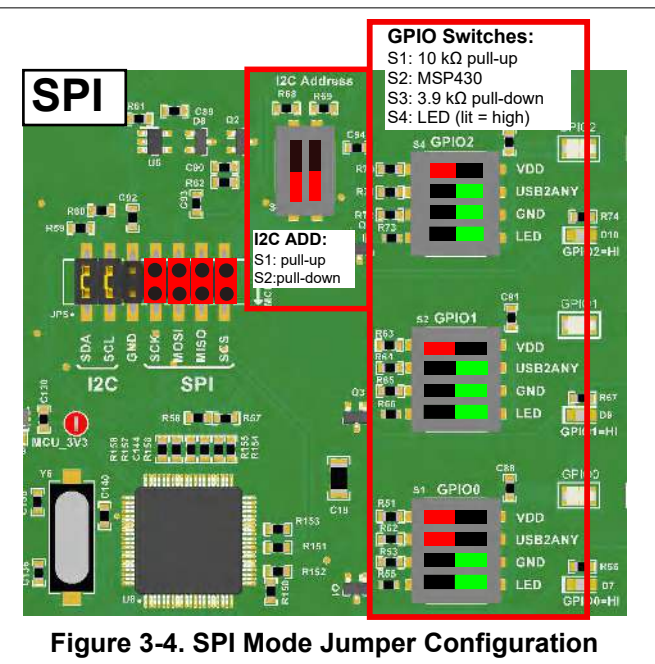 GPIO Switches:
S1: 10 kΩ pull-up
S2: MSP430
S3: 3.9 kΩ pull-down
S4: LED (lit = high)
SPI
I2C Address
R68 R69
R61
C89
D8
Q2
U5
C90
R62
C93
C94
S4 GPIO2
VDD
USB2ANY
GND
LED
R73
R74
D10
GPIO2=HI
I2C ADD:
S1: pull-up
S2:pull-down
R60
R59
C92
JP5
SDA
SCL
GND
SCK
MOSI
MISO
SCS
I2C
SPI
C91
GPIO1
S2 GPIO1
R63
R64
R65
R66
VDD
USB2ANY
GND
LED
R67
D9
GPIO1=HI
Q3
MCU_3V3
R58
R57
R158
R157
C144
R156
R155
R154
Y6
C140
C19
U8
R153
R151
R152
R150
C88
GPIO0
S1 GPIO0
R51
R52
R53
R55
VDD
USB2ANY
GND
LED
R56
D7
GPIO0=HI
Figure 3-4. SPI Mode Jumper Configuration